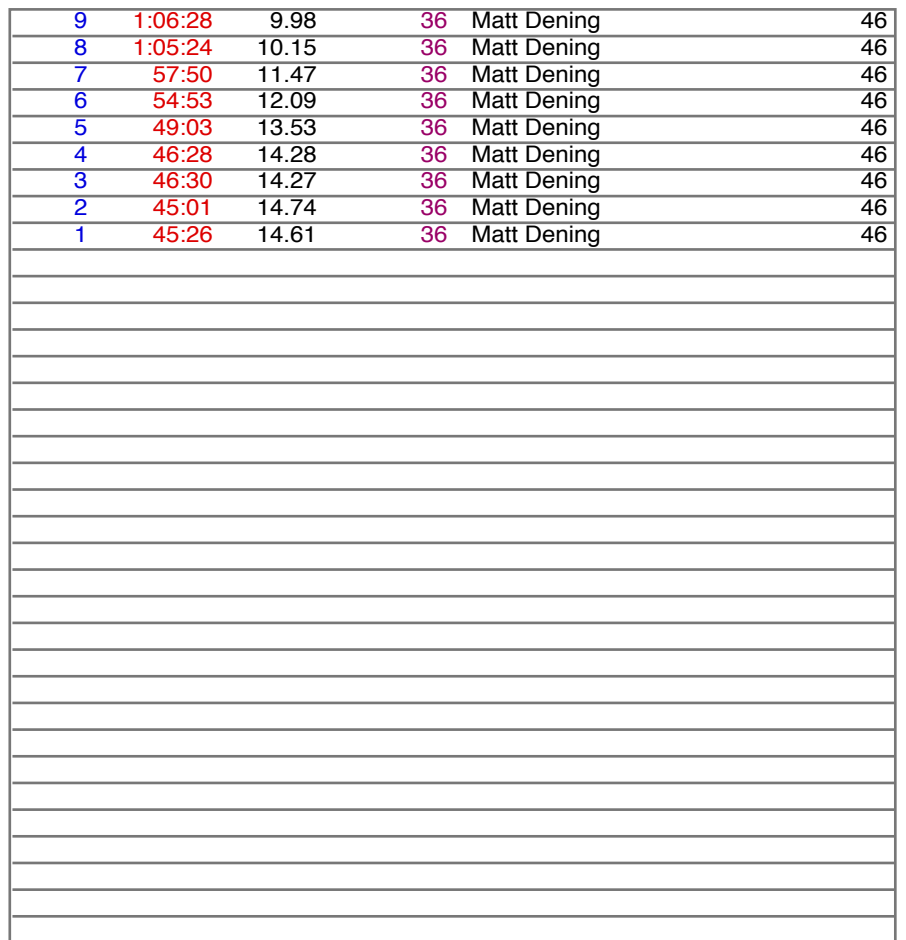 9 1:06:28 9.98 36 Matt Dening 46
8 1:05:24 10.15 36 Matt Dening 46
7 57:50 11.47 36 Matt Dening 46
6 54:53 12.09 36 Matt Dening 46
5 49:03 13.53 36 Matt Dening 46
4 46:28 14.28 36 Matt Dening 46
3 46:30 14.27 36 Matt Dening 46
2 45:01 14.74 36 Matt Dening 46
1 45:26 14.61 36 Matt Dening 46